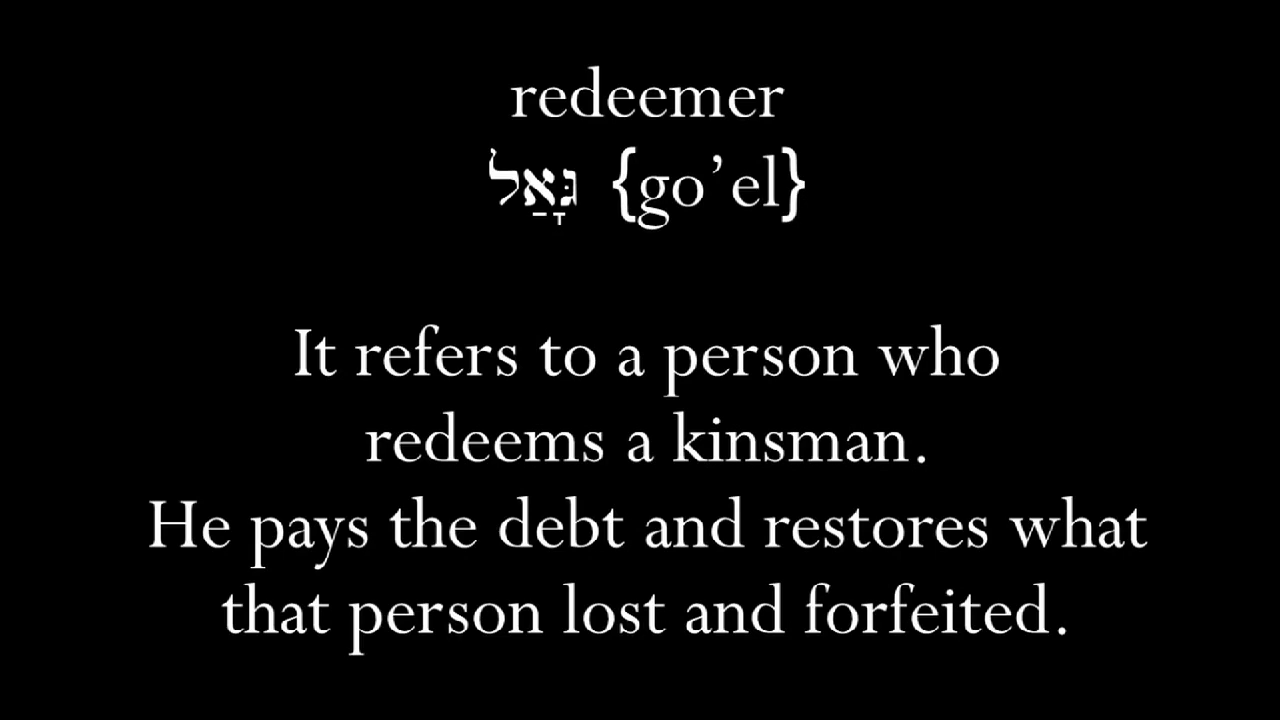 redeemer
גָּאַל {go’el}
It refers to a person who
redeems a kinsman.
He pays the debt and restores what
that person lost and forfeited.